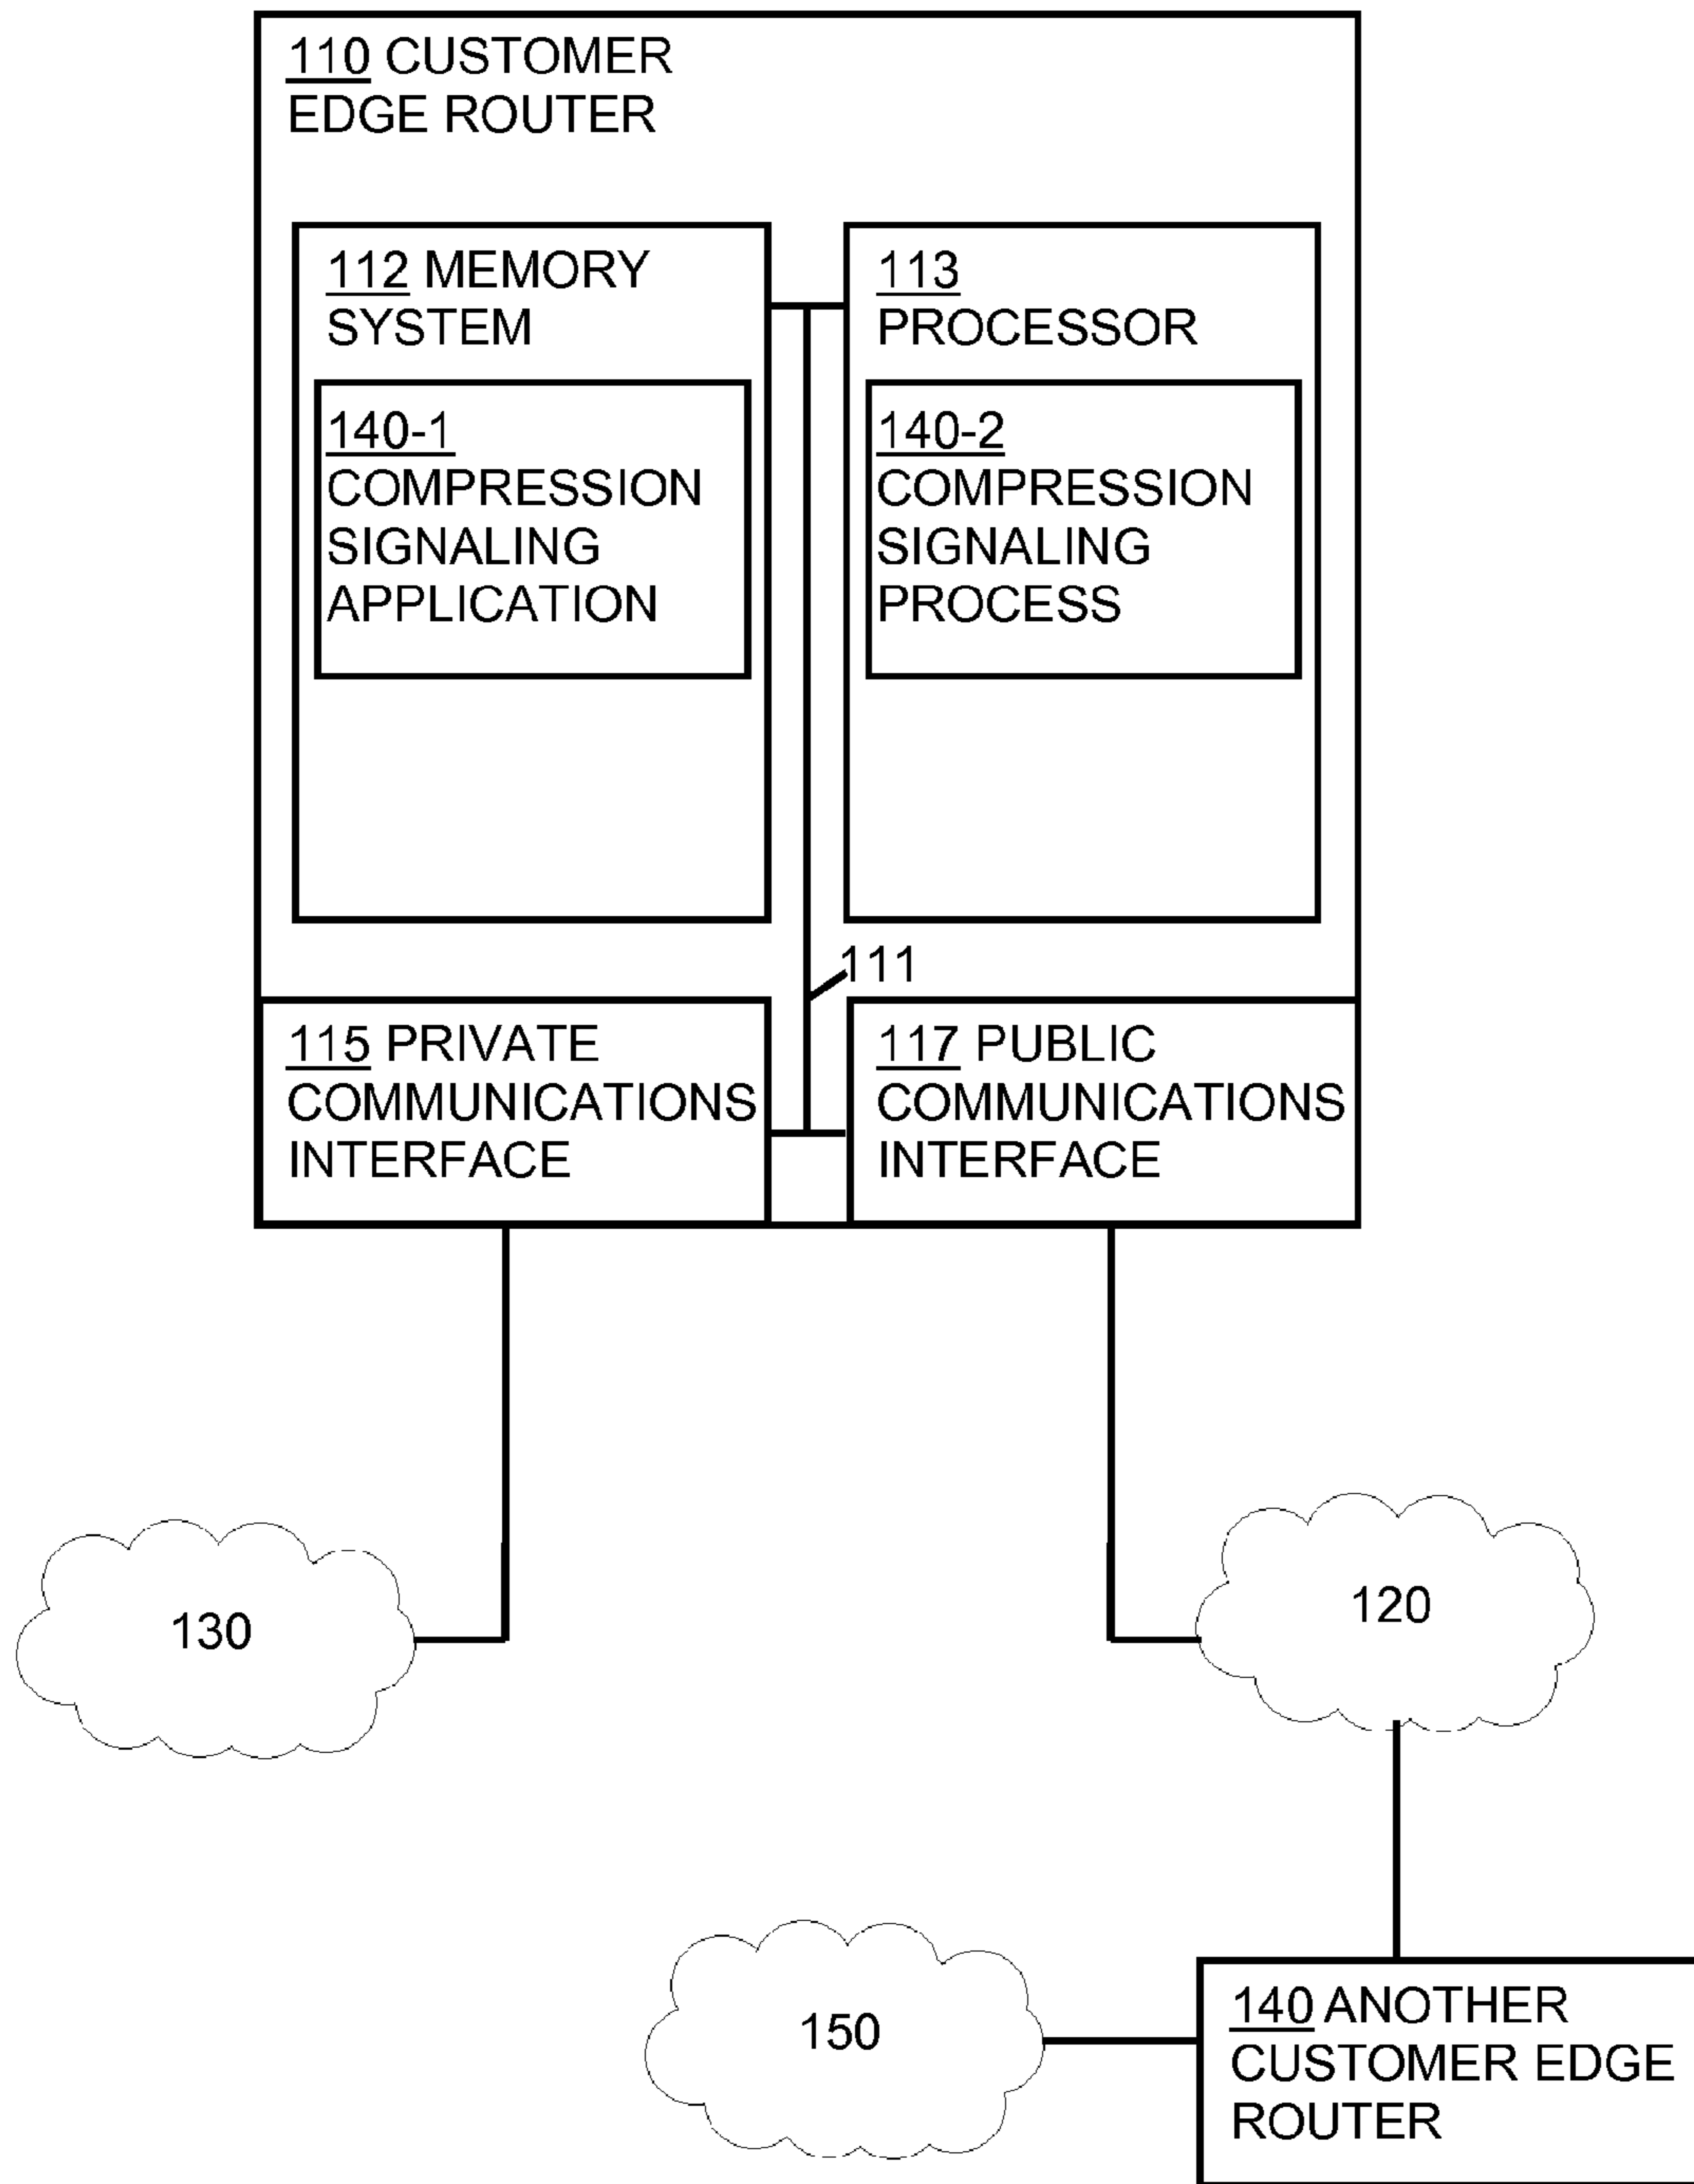 110 CUSTOMER
EDGE ROUTER
112 MEMORY
SYSTEM
140-1
COMPRESSION
SIGNALING
APPLICATION
113
PROCESSOR
140-2
COMPRESSION
SIGNALING
PROCESS
111
115 PRIVATE
COMMUNICATIONS
INTERFACE
117 PUBLIC
COMMUNICATIONS
INTERFACE
130
120
150
140 ANOTHER
CUSTOMER EDGE
ROUTER